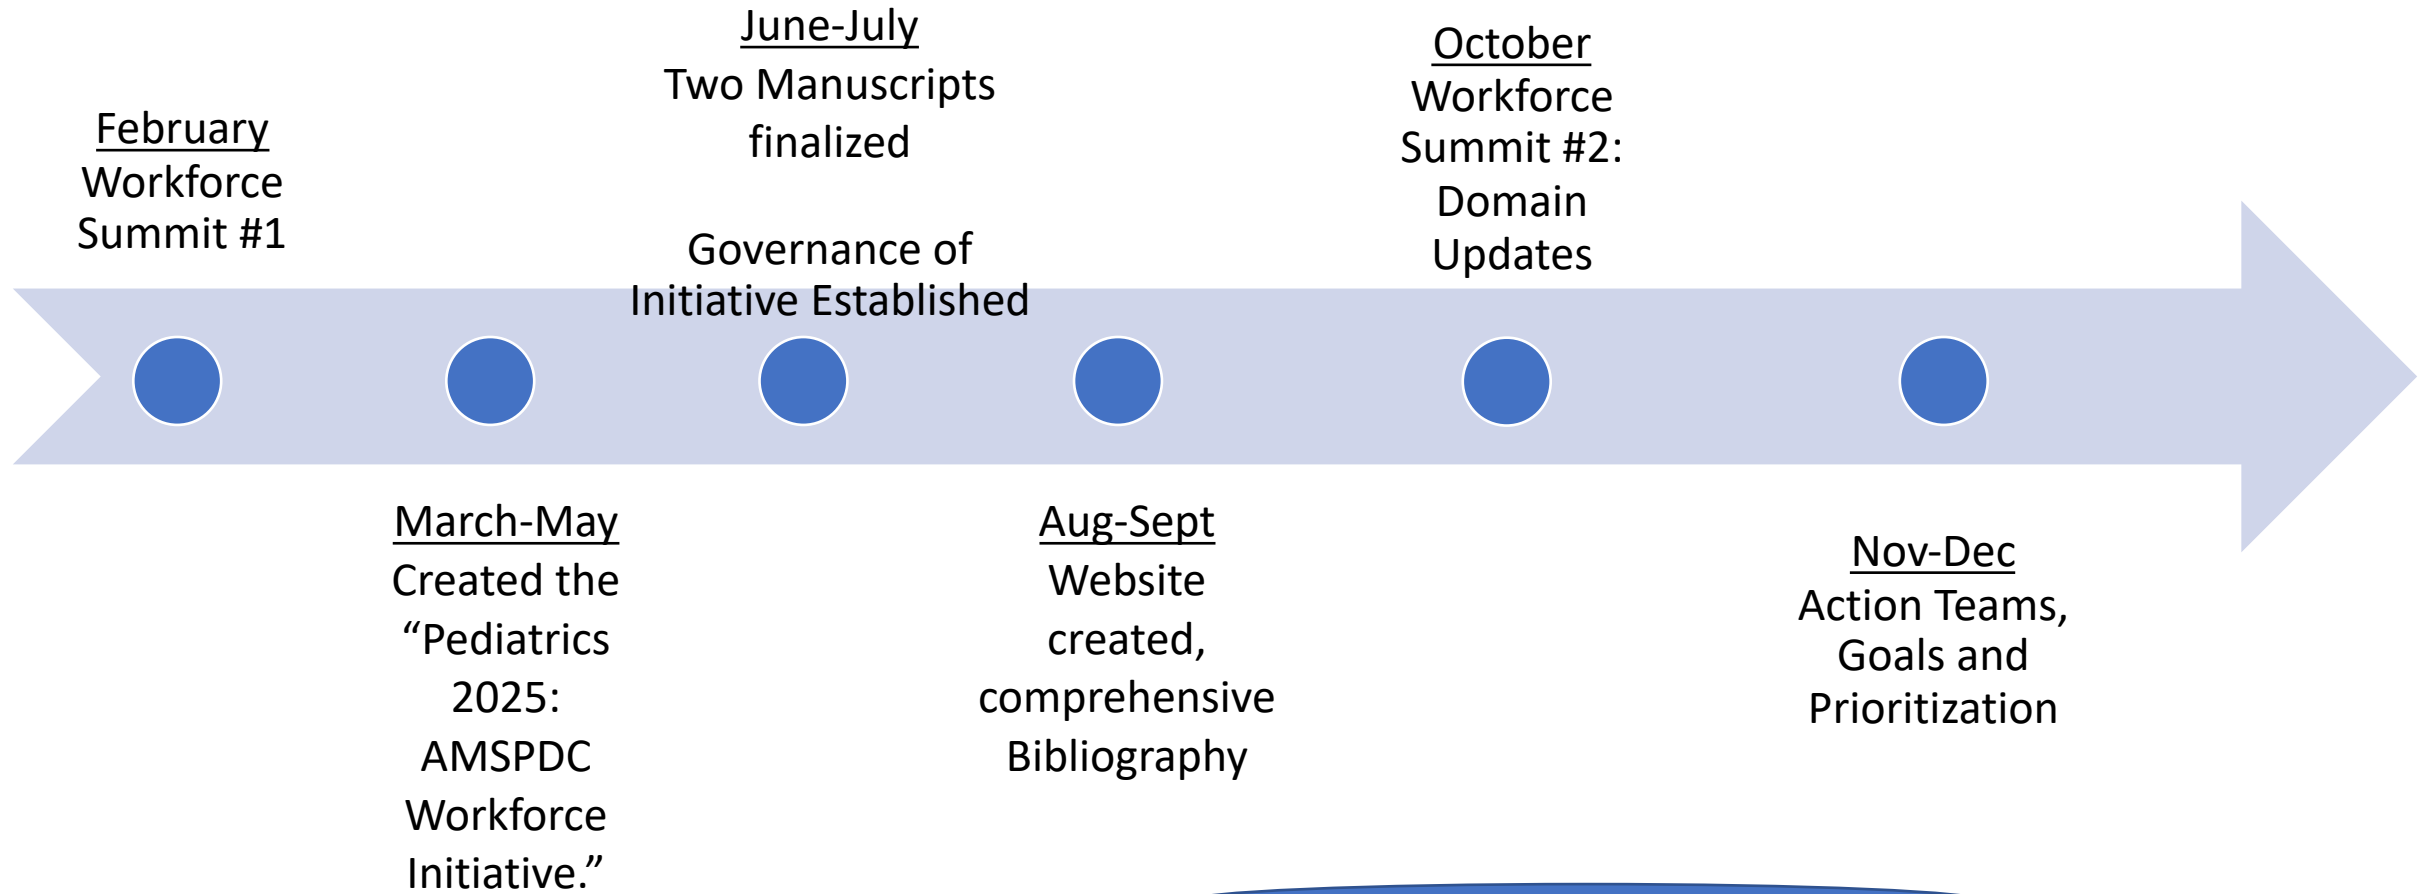 February
Workforce
Summit #1
March-May
Created the
“Pediatrics
2025:
AMSPDC
Workforce
Initiative.”
June-July
Two Manuscripts
finalized
Governance of
Initiative Established
Aug-Sept
Website
created,
comprehensive
Bibliography
October
Workforce
Summit #2:
Domain
Updates
Nov-Dec
Action Teams,
Goals and
Prioritization